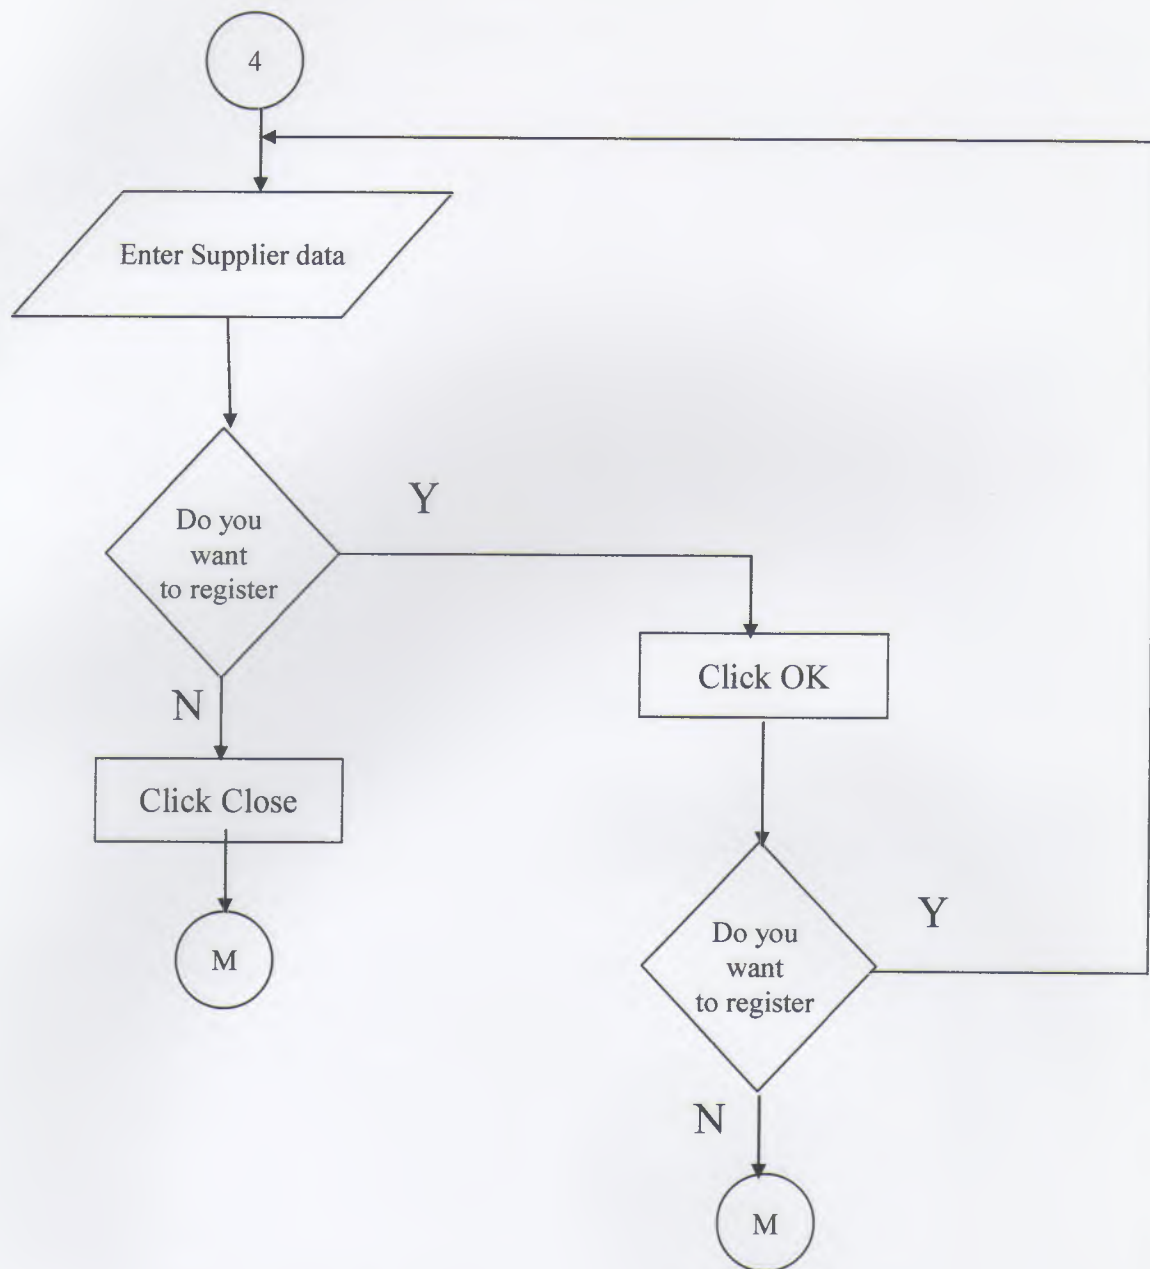 4
Enter Supplier data
Y
Do you
want
to register
Click OK
N
Click Close
Y
M
Do you
want
to register
N
M